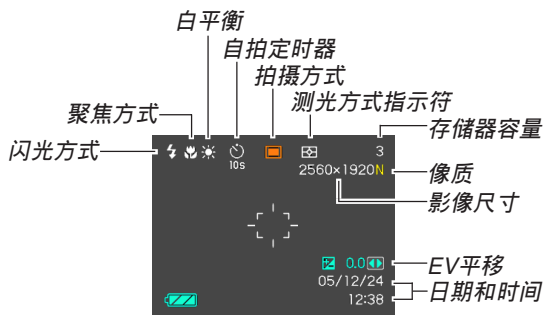 白平衡
自拍定时器
拍摄方式
测光方式指示符
聚焦方式
存储器容量
闪光方式
10s
3
2560×1920N
像质
影像尺寸
0.0
EV平移
05/12/24
日期和时间
12:38